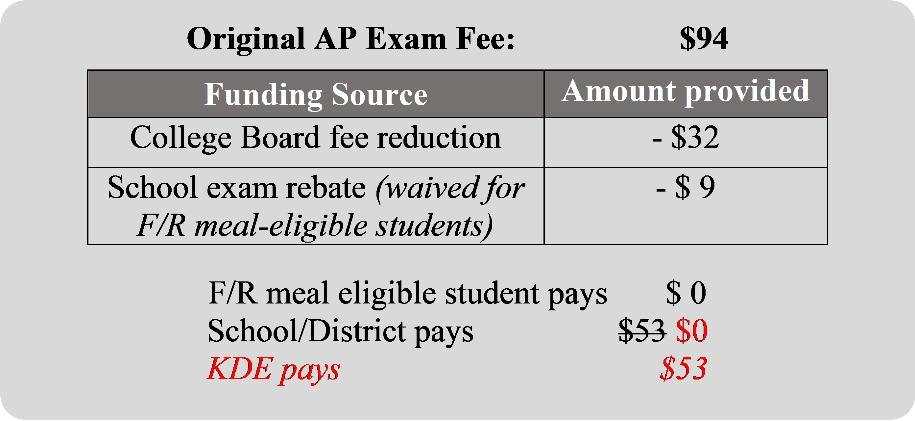 Original AP Exam Fee: $94
Funding Source Amount provided
College Board fee reduction - $32
School exam rebate (waived for - $ 9
F/R meal-eligible students)
F/R meal eligible student pays $ 0
School/District pays $53 $0
KDE pays $53